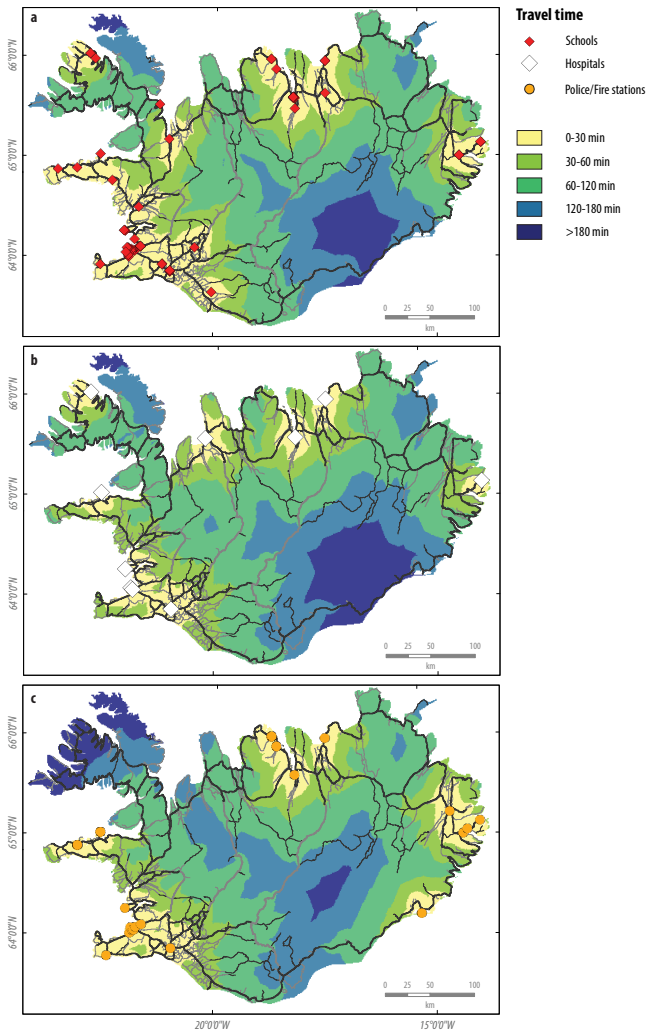 Travel time
Schools
Hospitals
Police/Fire stations
0-30 min
30-60 min
60-120 min
120-180 min
>180 min
a
66°0'0"N
65°0'0"N
64°0'0"N
0 25 50 100
km
b
66°0'0"N
65°0'0"N
64°0'0"N
0 25 50 100
km
c
66°0'0"N
65°0'0"N
64°0'0"N
0 25 50 100
km
20°0'0"W 15°0'0"W